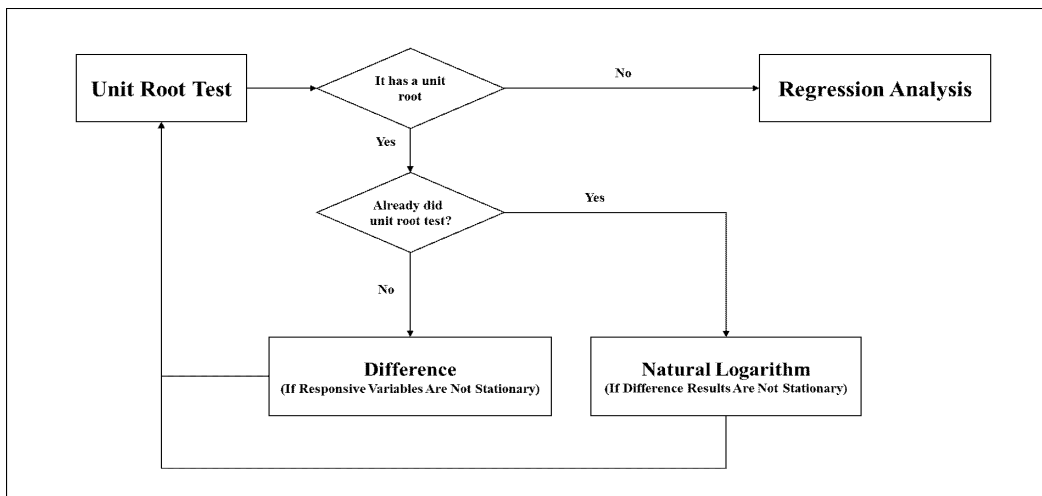 Unit Root Test
It has a unit
root
No
Regression Analysis
Yes
Already did
unit root test?
Yes
No
Difference
(If Responsive Variables Are Not Stationary)
Natural Logarithm
(If Difference Results Are Not Stationary)